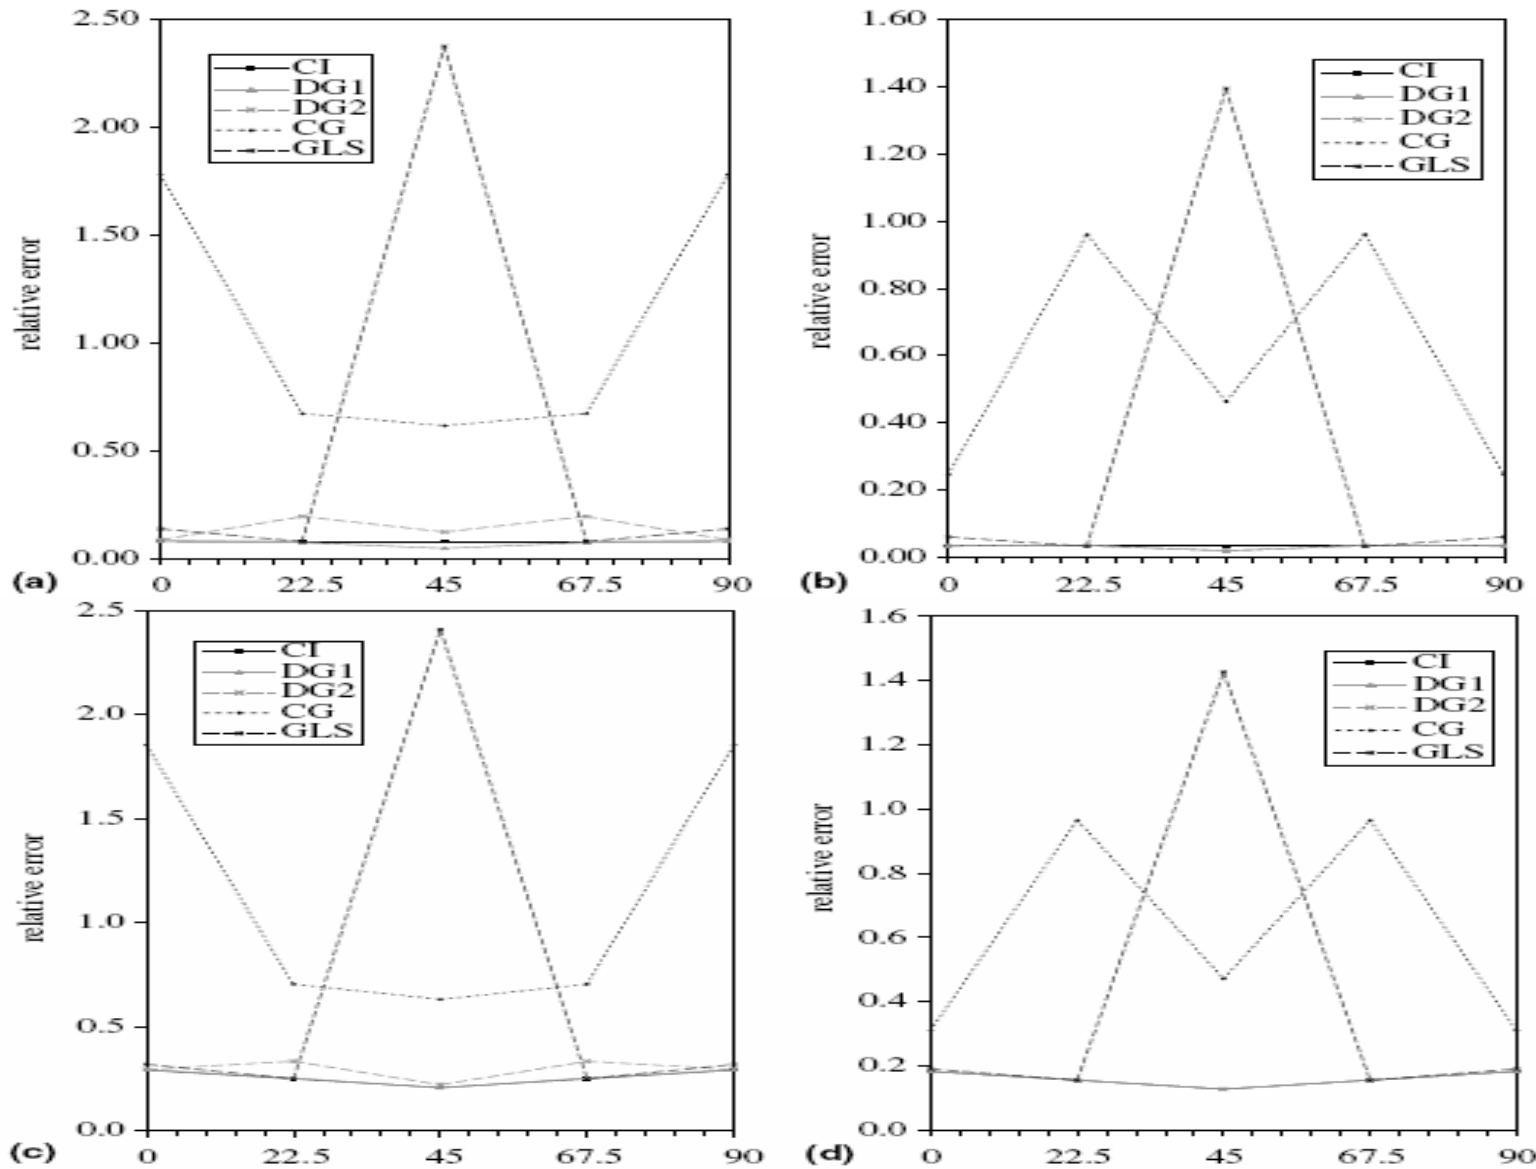 2.50
2.00
1.50
1.00
0.50
0.00
relative error
CI
DG1
DG2
CG
GLS
(a)
0 22.5 45 67.5 90
1.60
1.40
1.20
1.00
0.80
0.60
0.40
0.20
0.00
relative error
CI
DG1
DG2
CG
GLS
(b)
0 22.5 45 67.5 90
2.5
2.0
1.5
1.0
0.5
0.0
relative error
CI
DG1
DG2
CG
GLS
(c)
0 22.5 45 67.5 90
1.6
1.4
1.2
1.0
0.8
0.6
0.4
0.2
0.0
relative error
CI
DG1
DG2
CG
GLS
(d)
0 22.5 45 67.5 90